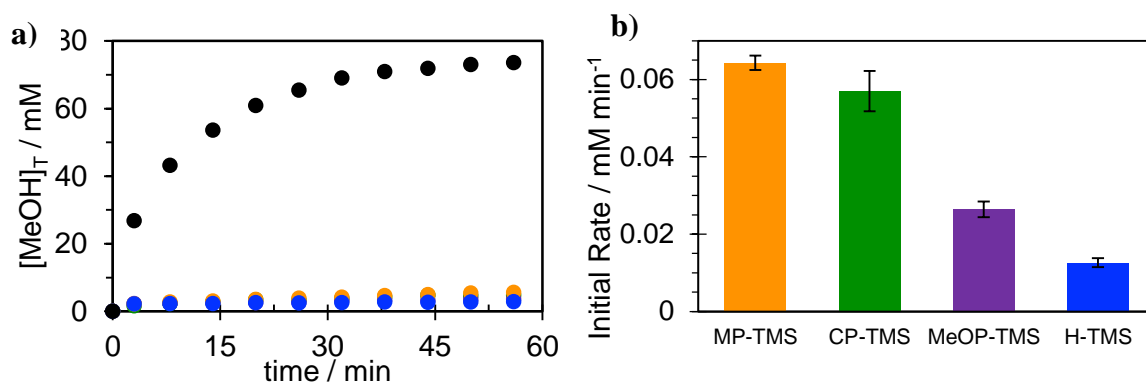 a)
[MeOH]T / mM
80
60
40
20
0
0 15 30 45 60
time / min
b)
Initial Rate / mM min-1
0.06
0.04
0.02
0
MP-TMS CP-TMS MeOP-TMS H-TMS